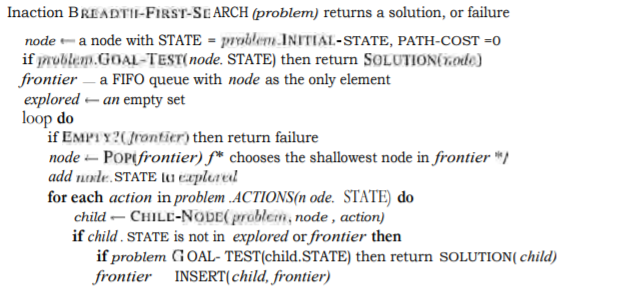 Inaction BREADTH-FIRST-SEARCH (problem) returns a solution, or failure
node ← a node with STATE = problem.INITIAL-STATE, PATH-COST =0
if problem.GOAL-TEST(node. STATE) then return SOLUTION(node)
frontier — a FIFO queue with node as the only element
explored ← an empty set
loop do
if EMPTY?(frontier) then return failure
node ← POP(frontier) f* chooses the shallowest node in frontier */
add node.STATE to explored
for each action in problem .ACTIONS(n ode. STATE) do
child ← CHILE-NODE(problem, node , action)
if child . STATE is not in explored or frontier then
if problem GOAL- TEST(child.STATE) then return SOLUTION( child)
frontier INSERT(child, frontier)